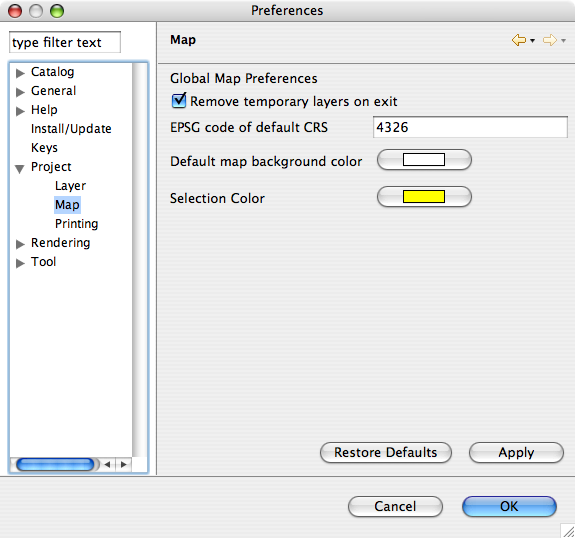 Preferences
type filter text
Catalog
General
Help
Install/Update
Keys
Project
Layer
Map
Printing
Rendering
Tool
Map
Global Map Preferences
Remove temporary layers on exit
EPSG code of default CRS 4326
Default map background color
Selection Color
Restore Defaults Apply
Cancel OK